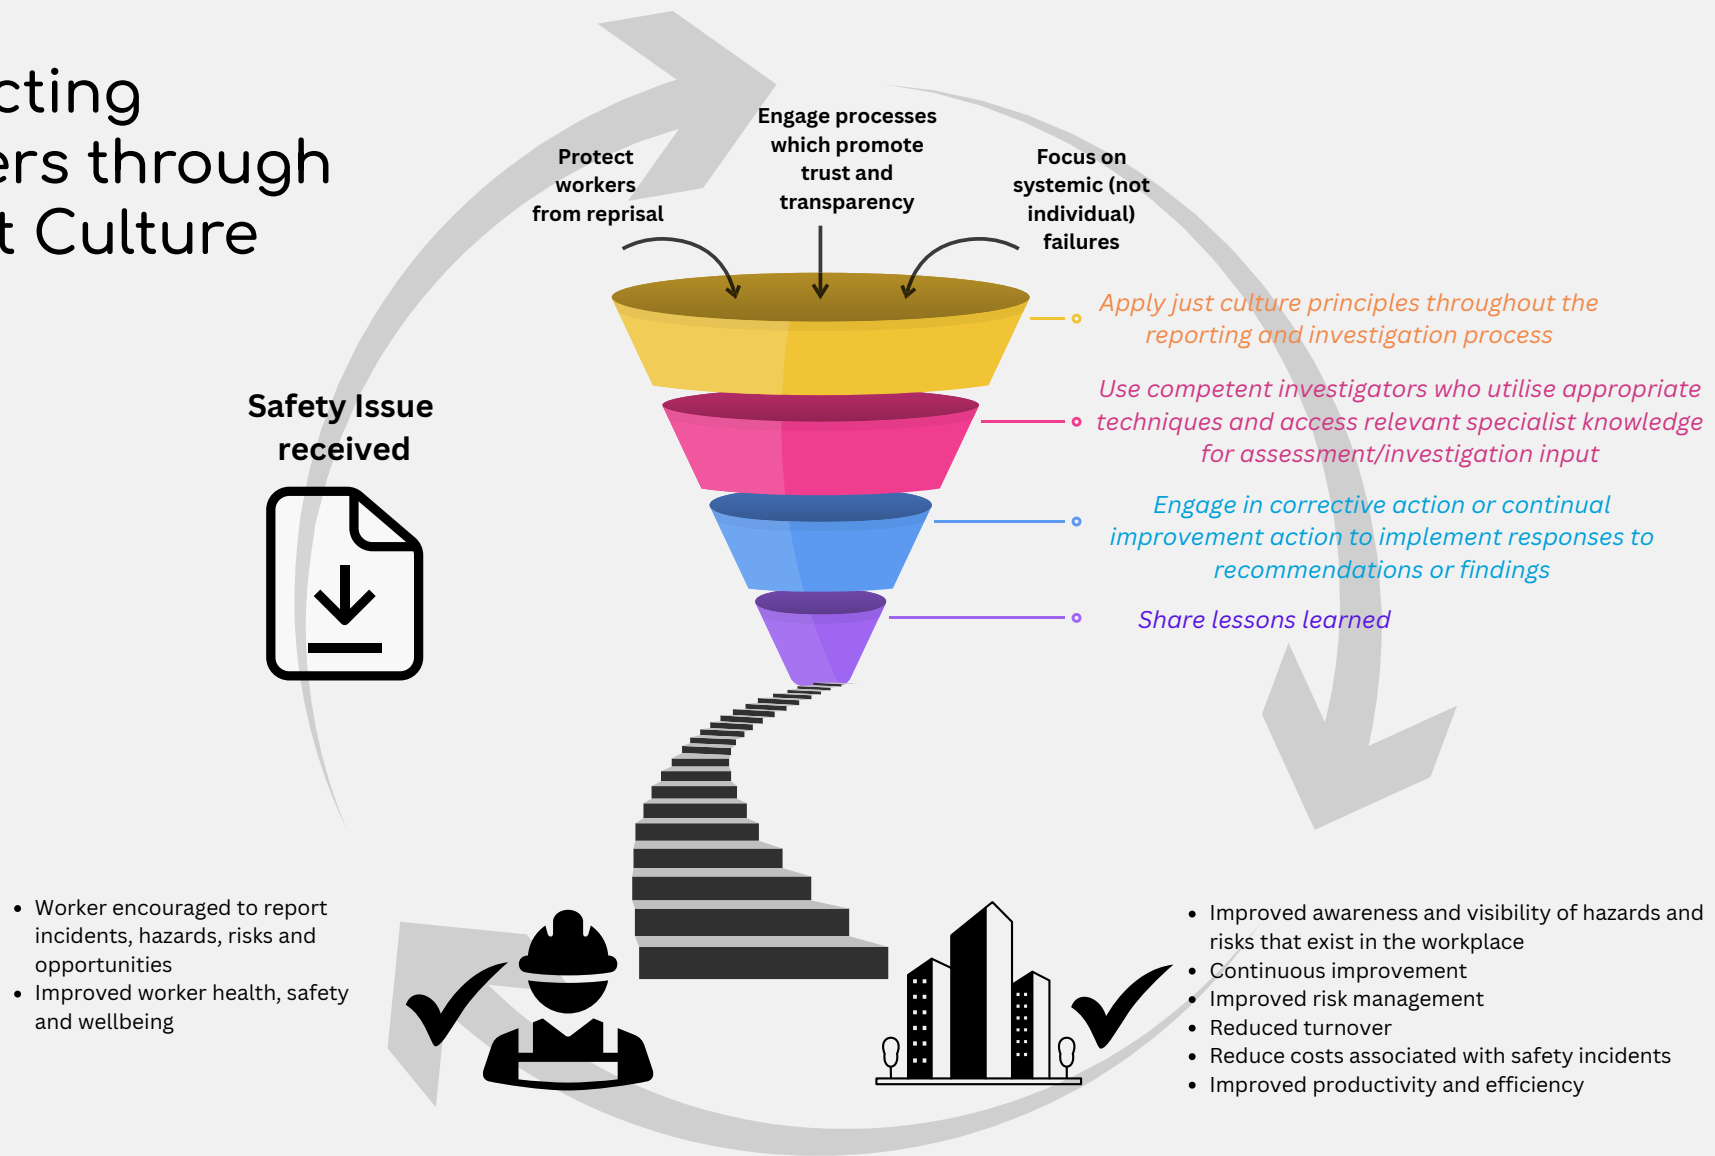 cting
ers through
t Culture
Protect
workers
from reprisal
Engage processes
which promote
trust and
transparency
Focus on
systemic (not
individual)
failures
Apply just culture principles throughout the
reporting and investigation process
Use competent investigators who utilise appropriate
techniques and access relevant specialist knowledge
for assessment/investigation input
Engage in corrective action or continual
improvement action to implement responses to
recommendations or findings
Share lessons learned
Safety Issue
received
• Worker encouraged to report
incidents, hazards, risks and
opportunities
• Improved worker health, safety
and wellbeing
• Improved awareness and visibility of hazards and
risks that exist in the workplace
• Continuous improvement
• Improved risk management
• Reduced turnover
• Reduce costs associated with safety incidents
• Improved productivity and efficiency